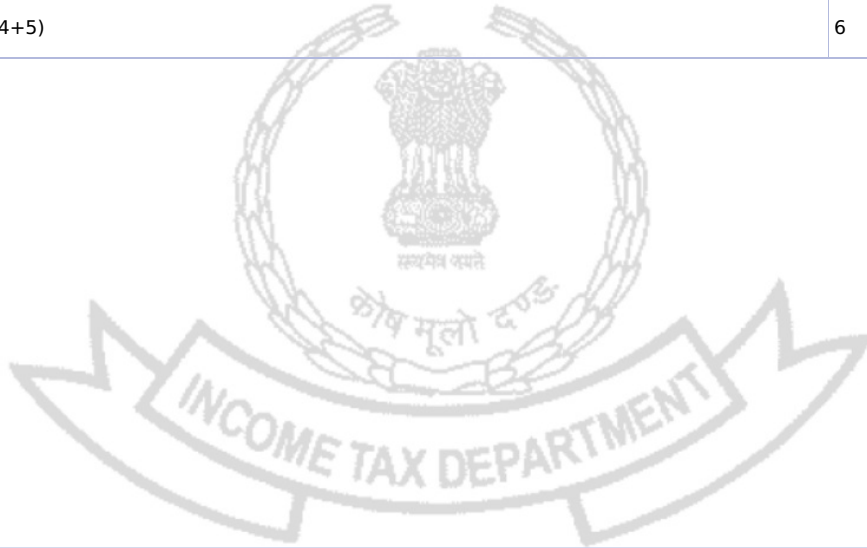 4+5) 6
सत्यमेव जयते
कोष मूलो दण्ड
INCOME TAX DEPARTMENT